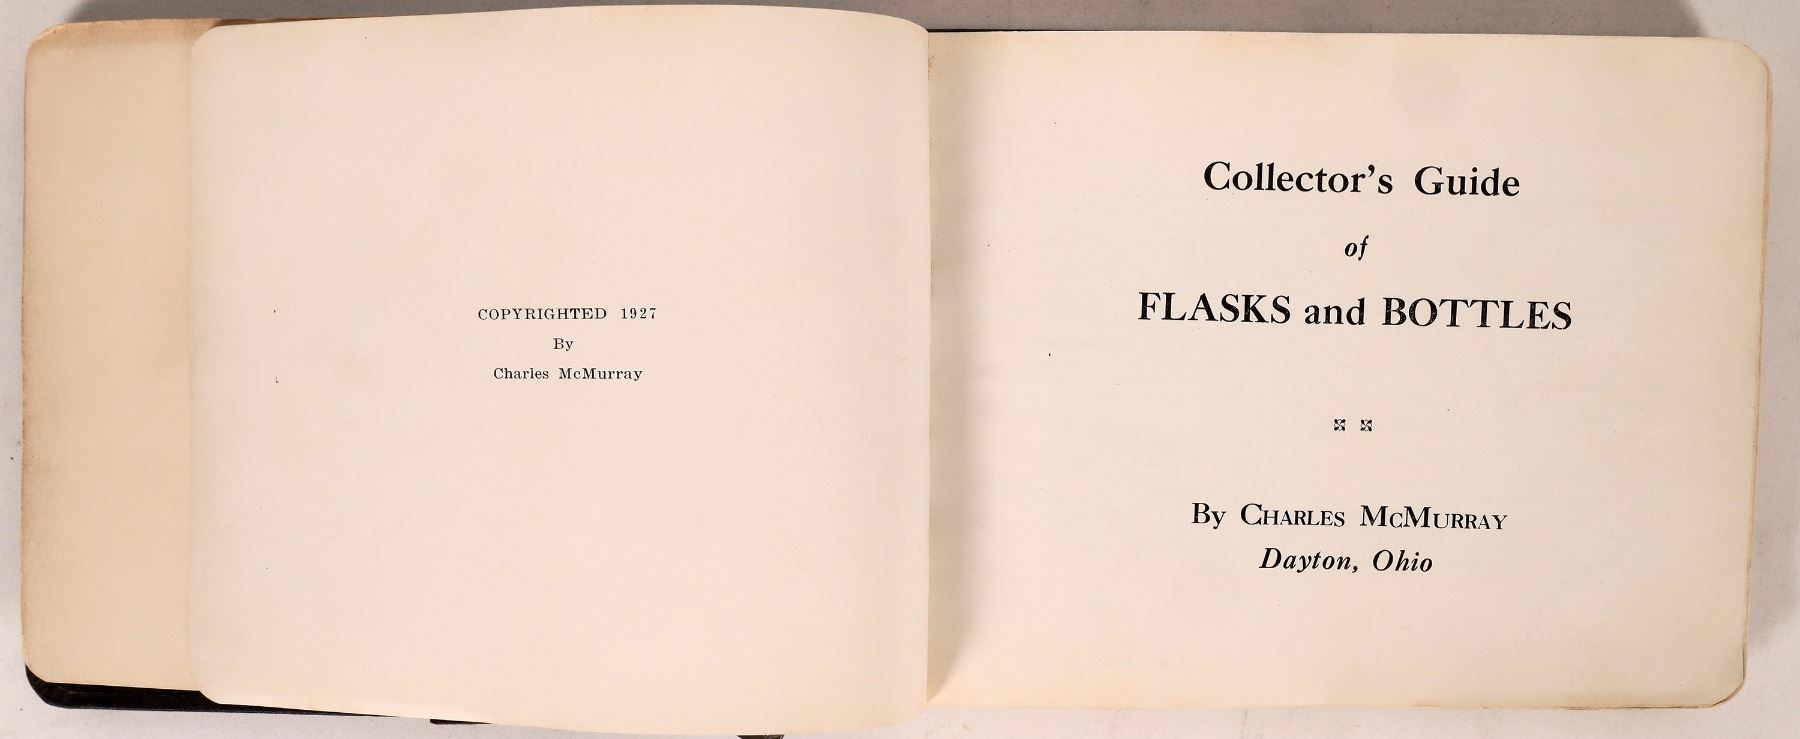 COPYRIGHTED 1927
By
Charles McMurray
Collector's Guide
of
FLASKS and BOTTLES
By CHARLES MCMURRAY
Dayton, Ohio